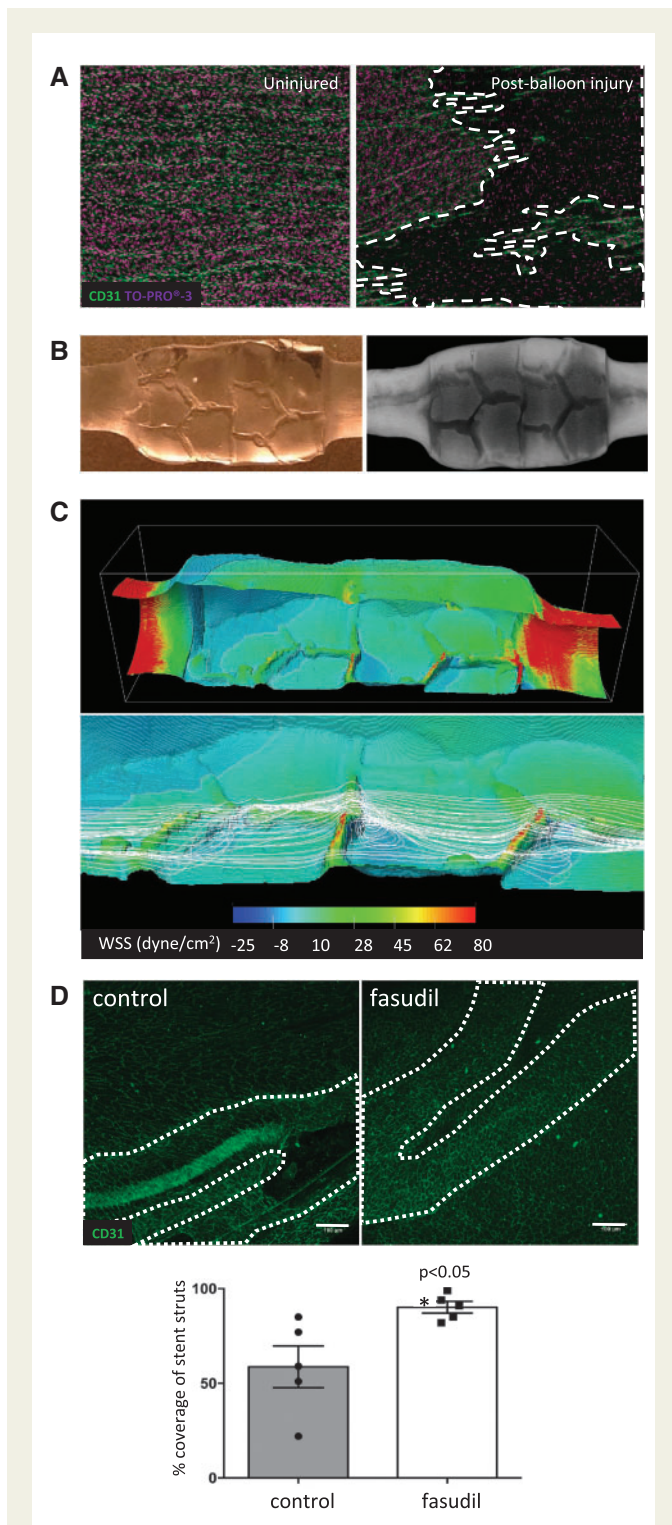 A
Uninjured
Post-balloon injury
CD31 TO-PRO®-3
B
C
WSS (dyne/cm²) -25 -8 10 28 45 62 80
D
control
fasudil
CD31
p<0.05
*
100
50
0
% coverage of stent struts
control
fasudil